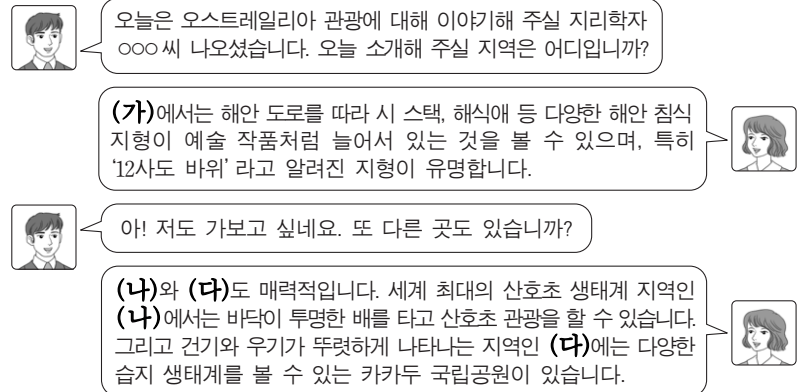 오늘은 오스트레일리아 관광에 대해 이야기해 주실 지리학자
○○○ 씨 나오셨습니다. 오늘 소개해 주실 지역은 어디입니까?
(가)에서는 해안 도로를 따라 시 스택, 해식애 등 다양한 해안 침식
지형이 예술 작품처럼 늘어서 있는 것을 볼 수 있으며, 특히
‘12사도 바위’ 라고 알려진 지형이 유명합니다.
아! 저도 가보고 싶네요. 또 다른 곳도 있습니까?
(나)와 (다)도 매력적입니다. 세계 최대의 산호초 생태계 지역인
(나)에서는 바닥이 투명한 배를 타고 산호초 관광을 할 수 있습니다.
그리고 건기와 우기가 뚜렷하게 나타나는 지역인 (다)에는 다양한
습지 생태계를 볼 수 있는 카카두 국립공원이 있습니다.